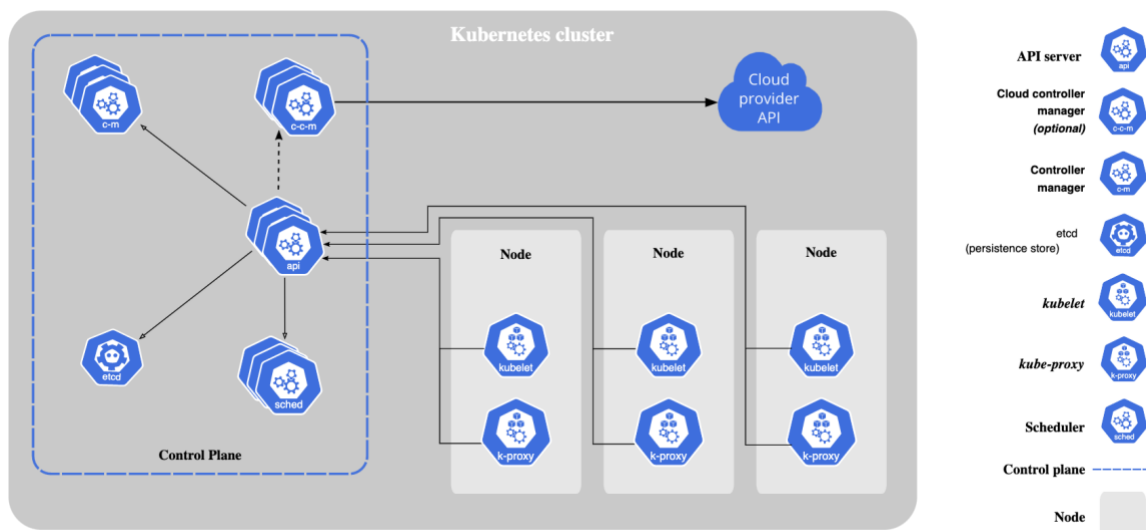 Kubernetes cluster
c-m
c-c-m
Cloud
provider
API
api
Node
Node
Node
etcd
sched
kubelet
kubelet
kubelet
k-proxy
k-proxy
k-proxy
Control Plane
API server
api
Cloud controller
manager
(optional)
c-c-m
Controller
manager
c-m
etcd
(persistence store)
etcd
kubelet
kubelet
kube-proxy
k-proxy
Scheduler
sched
Control plane
Node